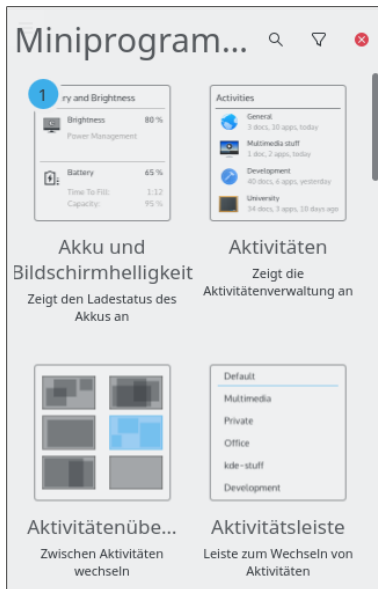 Miniprogram...
1
ry and Brightness
Brightness 80 %
Power Management
Battery 65 %
Time To Fill: 1:12
Capacity: 95 %
Akku und
Bildschirmhelligkeit
Zeigt den Ladestatus des
Akkus an
Activities
General
3 docs, 10 apps, today
Multimedia stuff
1 doc, 2 apps, today
Development
40 docs, 6 apps, yesterday
University
34 docs, 3 apps, 10 days ago
Aktivitäten
Zeigt die
Aktivitätenverwaltung an
Aktivitätenübe...
Zwischen Aktivitäten
wechseln
Default
Multimedia
Private
Office
kde-stuff
Development
Aktivitätsleiste
Leiste zum Wechseln von
Aktivitäten